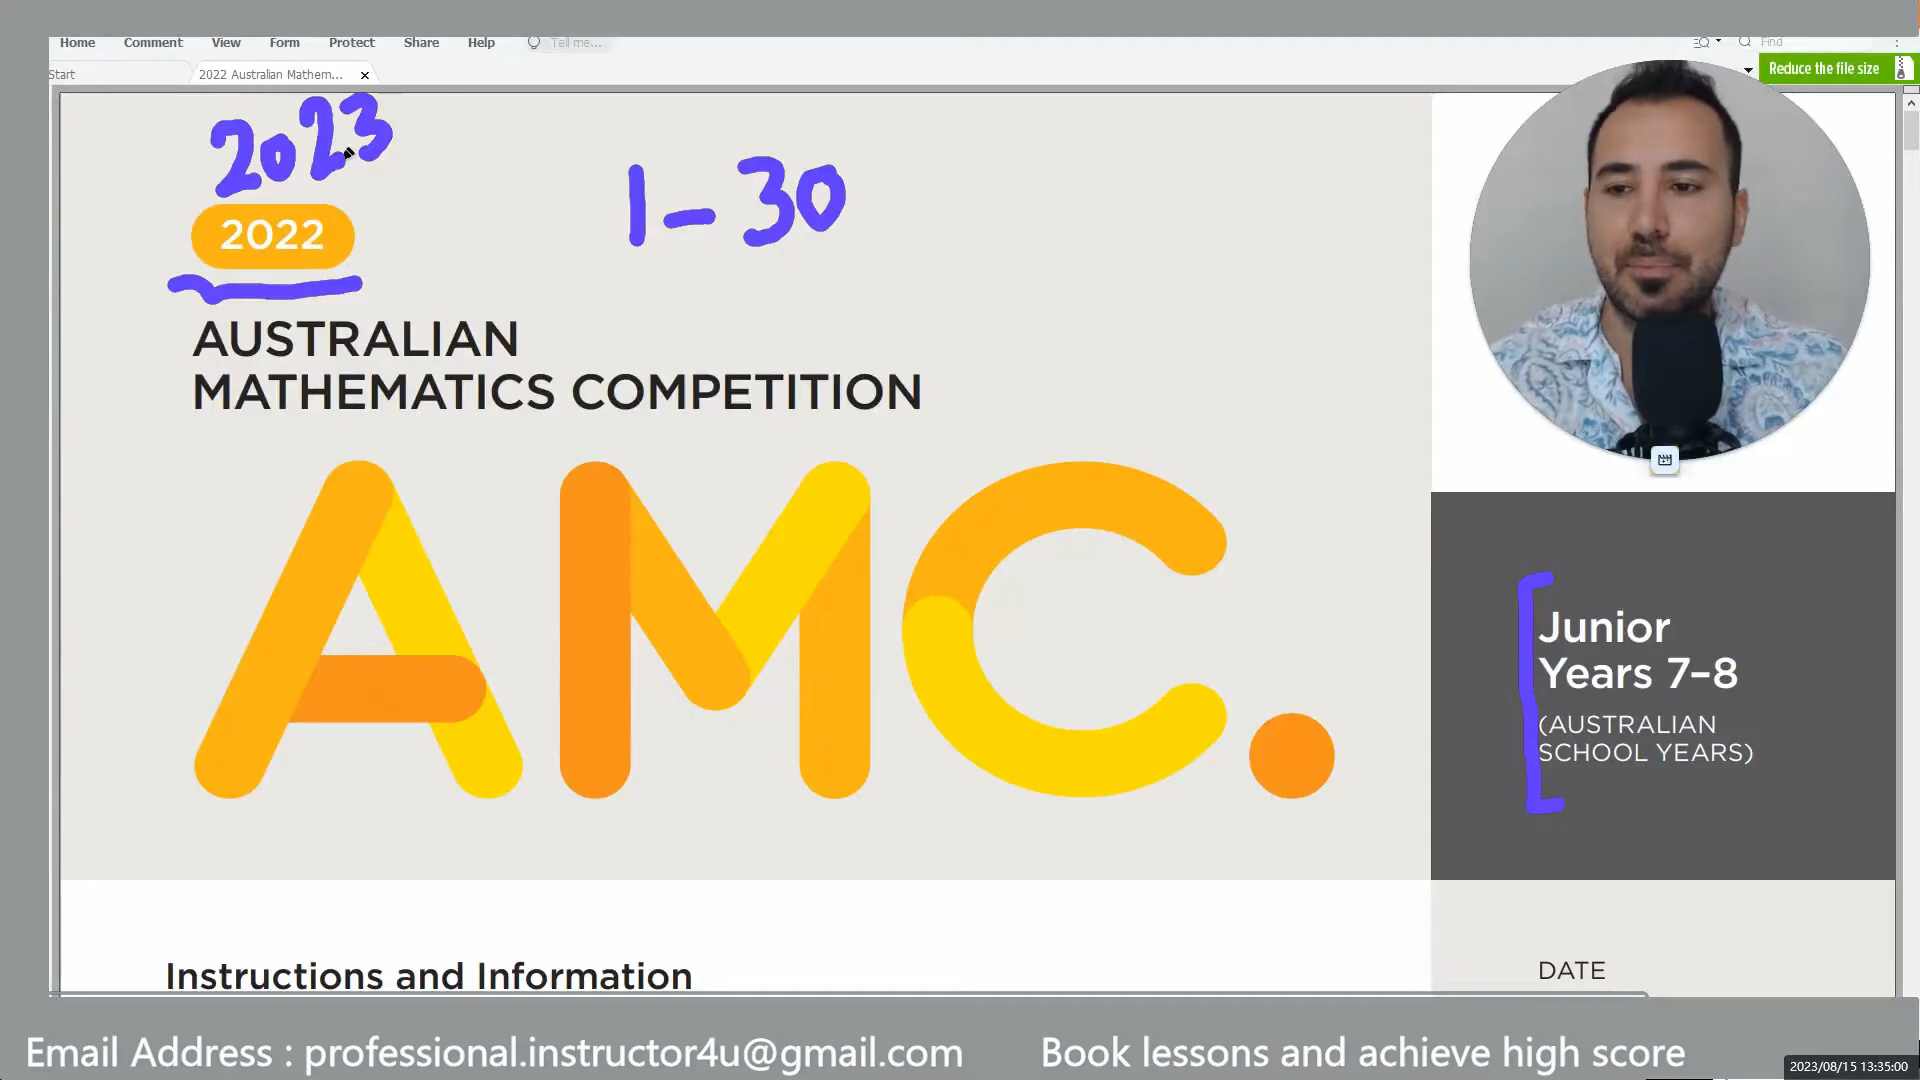 Home Comment View Form Protect Share Help Tell me... Find
Start
2022 Australian Mathem...
Reduce the file size
2023
1-30
2022
AUSTRALIAN
MATHEMATICS COMPETITION
AMC.
Junior
Years 7–8
(AUSTRALIAN
SCHOOL YEARS)
Instructions and Information
DATE
Email Address : professional.instructor4u@gmail.com
Book lessons and achieve high score
2023/08/15 13:35:00